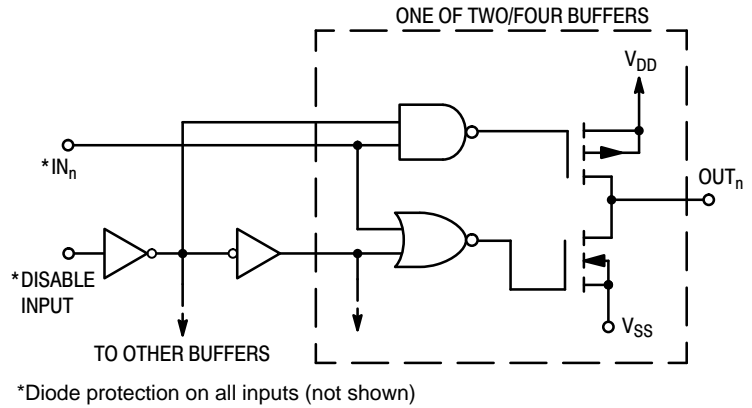 ONE OF TWO/FOUR BUFFERS
VDD
*INn
OUTn
*DISABLE
INPUT
VSS
TO OTHER BUFFERS
*Diode protection on all inputs (not shown)